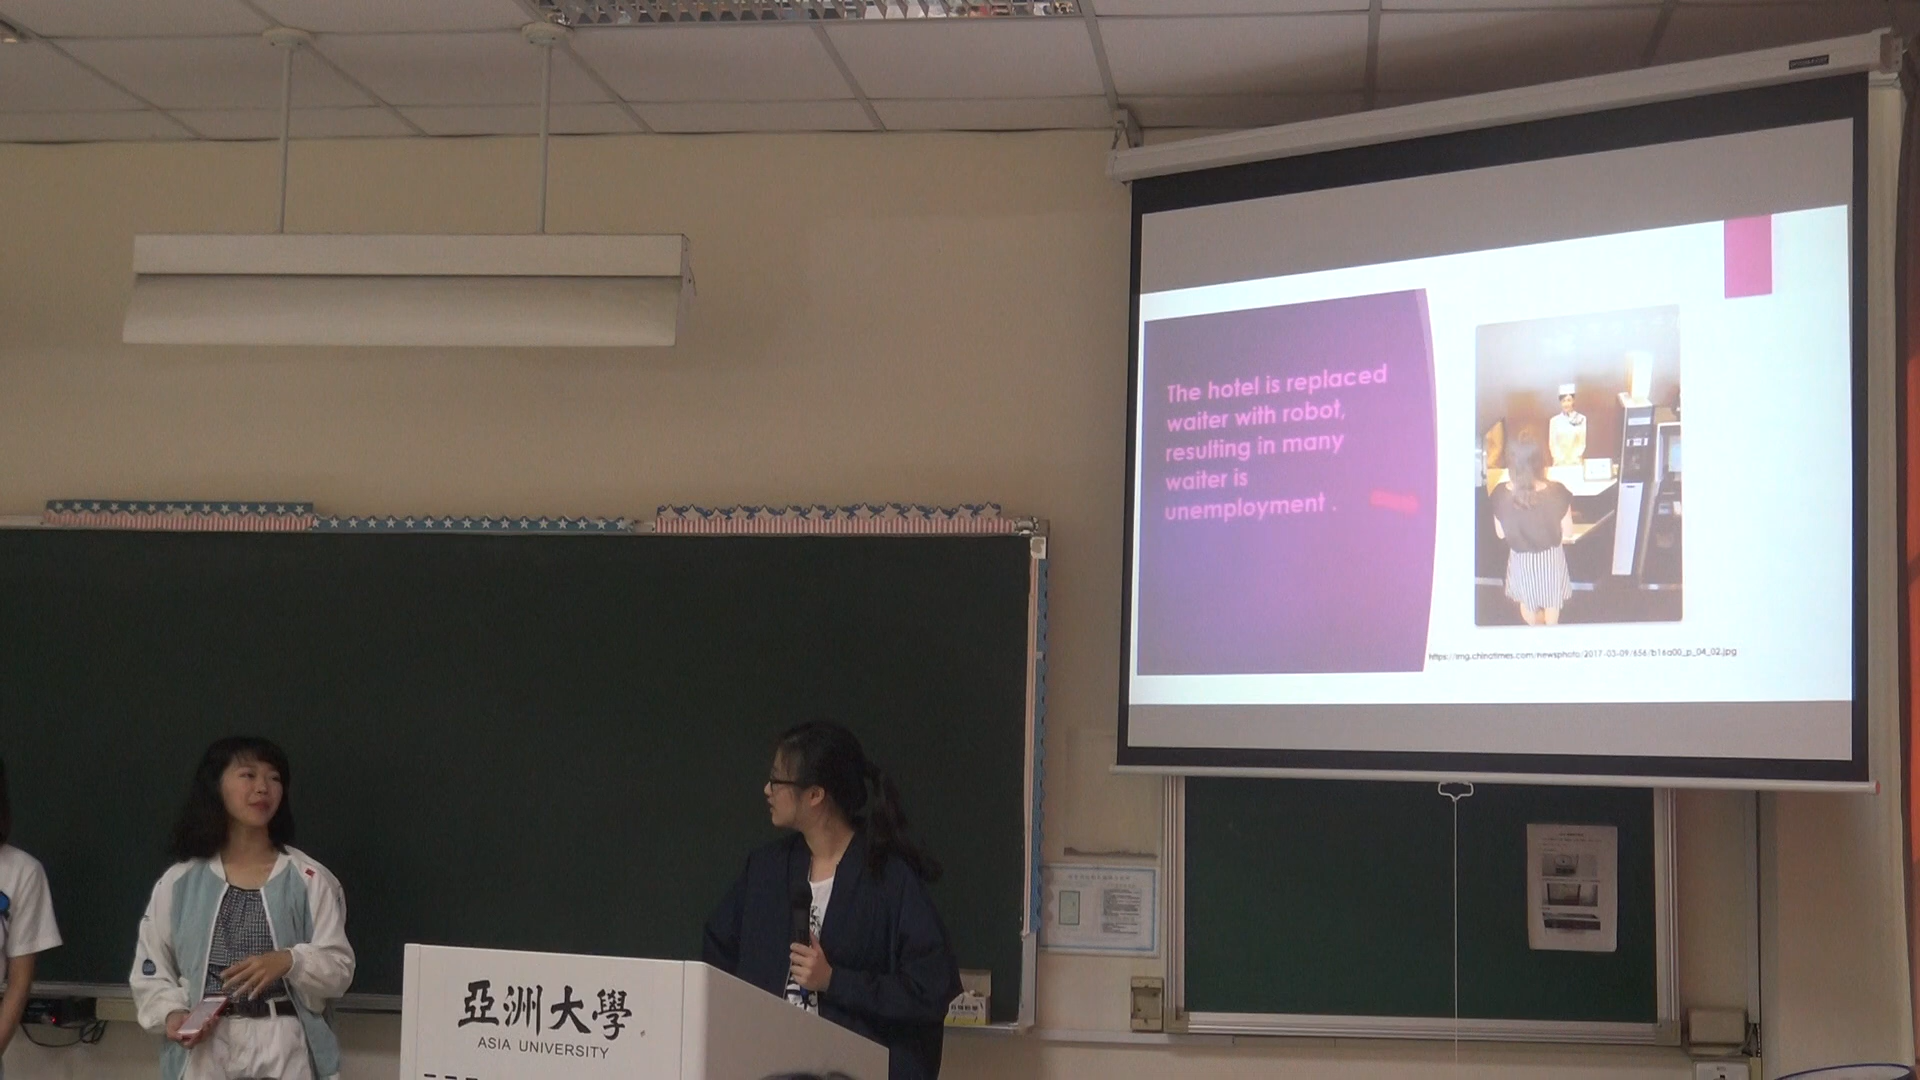 The hotel is replaced
waiter with robot,
resulting in many
waiter is
unemployment .
https://img.chinatimes.com/newsphoto/2017-03-09/656/b16a00_p_04_02.jpg
亞洲大學
ASIA UNIVERSITY